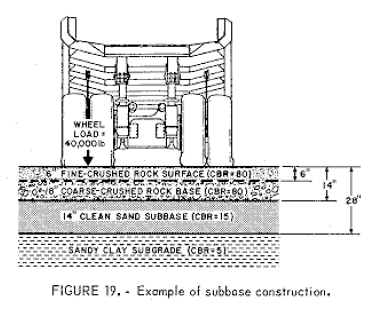 WHEEL
LOAD =
40,000lb
6" FINE-CRUSHED ROCK SURFACE (CBR=80)
8" COARSE-CRUSHED ROCK BASE (CBR=80)
14" CLEAN SAND SUBBASE (CBR=15)
SANDY CLAY SUBGRADE (CBR=5)
6"
14"
28"
FIGURE 19. - Example of subbase construction.